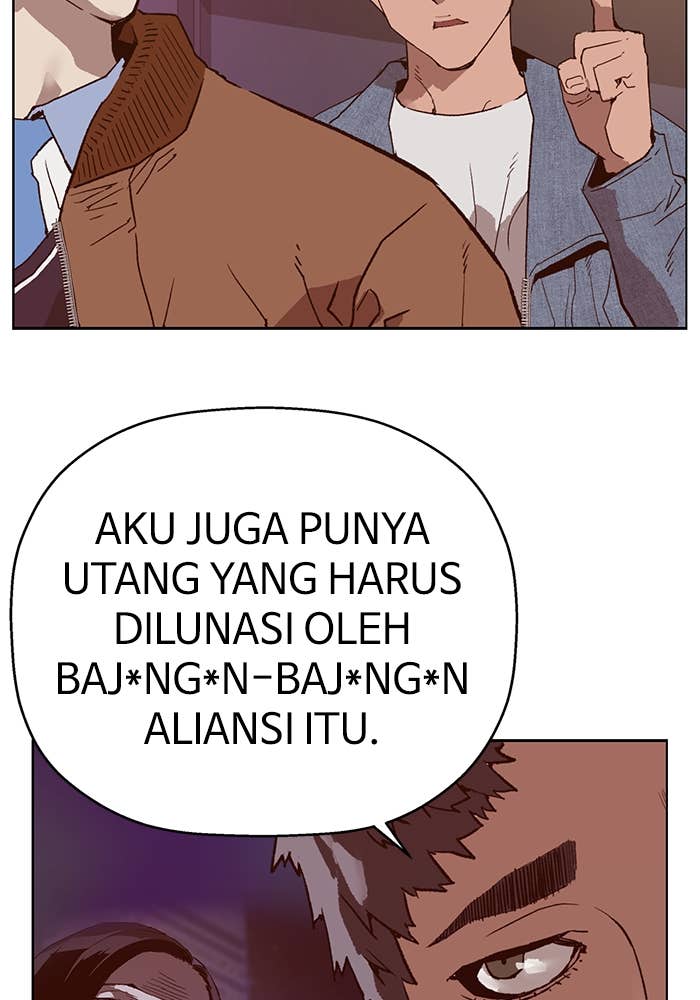 AKU JUGA PUNYA
UTANG YANG HARUS
DILUNASI OLEH
BAJ*NG*N-BAJ*NG*N
ALIANSI ITU.